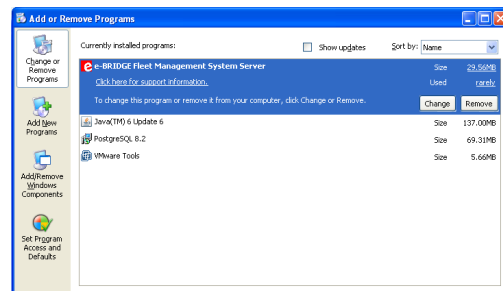 Add or Remove Programs
Change or Remove Programs
Add New Programs
Add/Remove Windows Components
Set Program Access and Defaults
Currently installed programs:
Show updates
Sort by: Name
e-BRIDGE Fleet Management System Server Size 29.56MB
Click here for support information. Used rarely
To change this program or remove it from your computer, click Change or Remove. Change Remove
Java(TM) 6 Update 6 Size 137.00MB
PostgreSQL 8.2 Size 69.31MB
VMware Tools Size 5.66MB